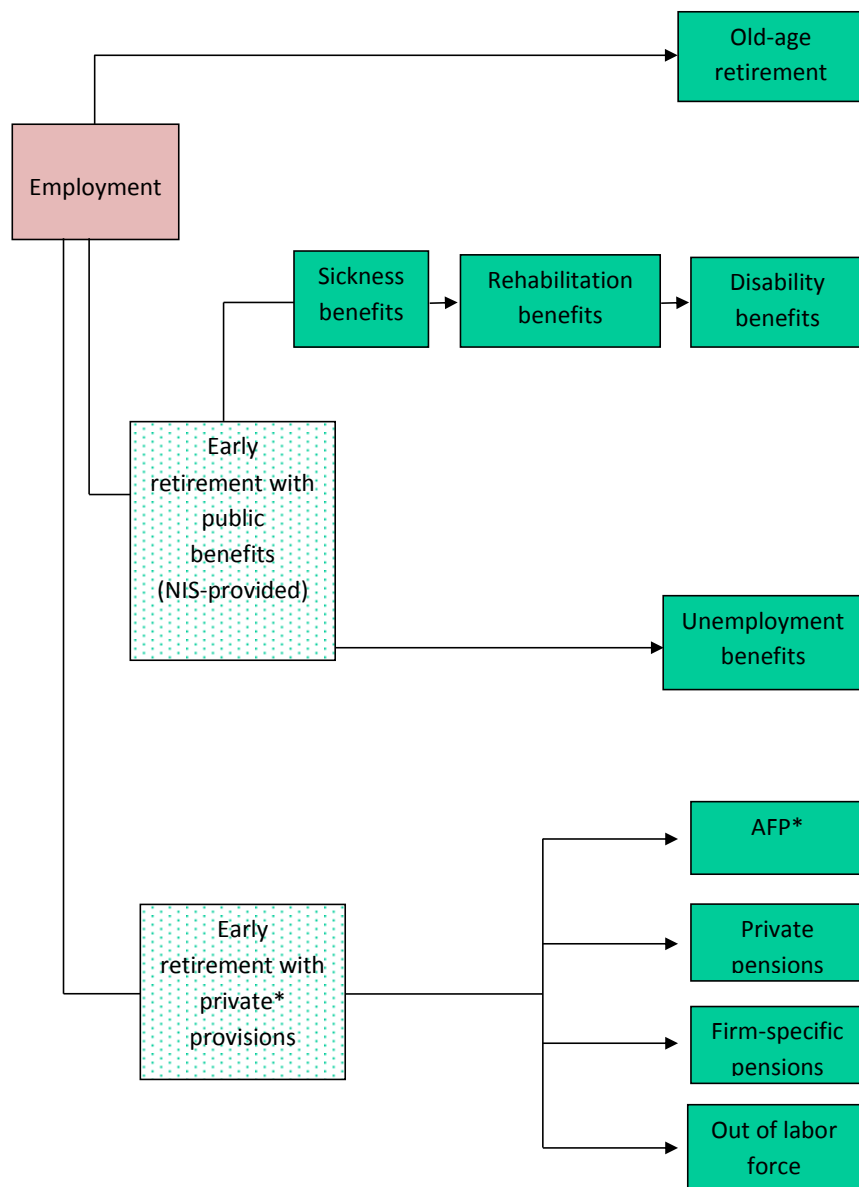 Old-age
retirement
Employment
Sickness
benefits
Rehabilitation
benefits
Disability
benefits
Early
retirement with
public
benefits
(NIS-provided)
Unemployment
benefits
AFP*
Early
retirement with
private*
provisions
Private
pensions
Firm-specific
pensions
Out of labor
force